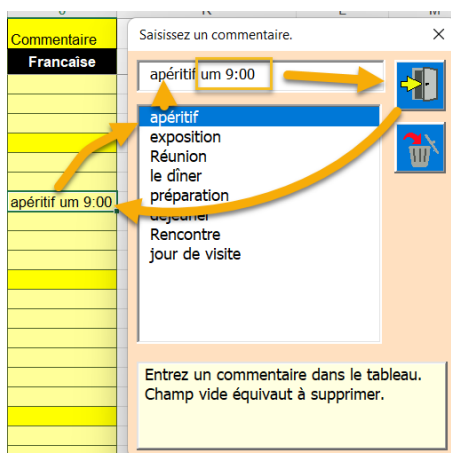 Commentaire
Francaise
apéritif um 9:00
Saisissez un commentaire.
apéritif um 9:00
apéritif
exposition
Réunion
le dîner
préparation
déjeuner
Rencontre
jour de visite
Entrez un commentaire dans le tableau.
Champ vide équivaut à supprimer.